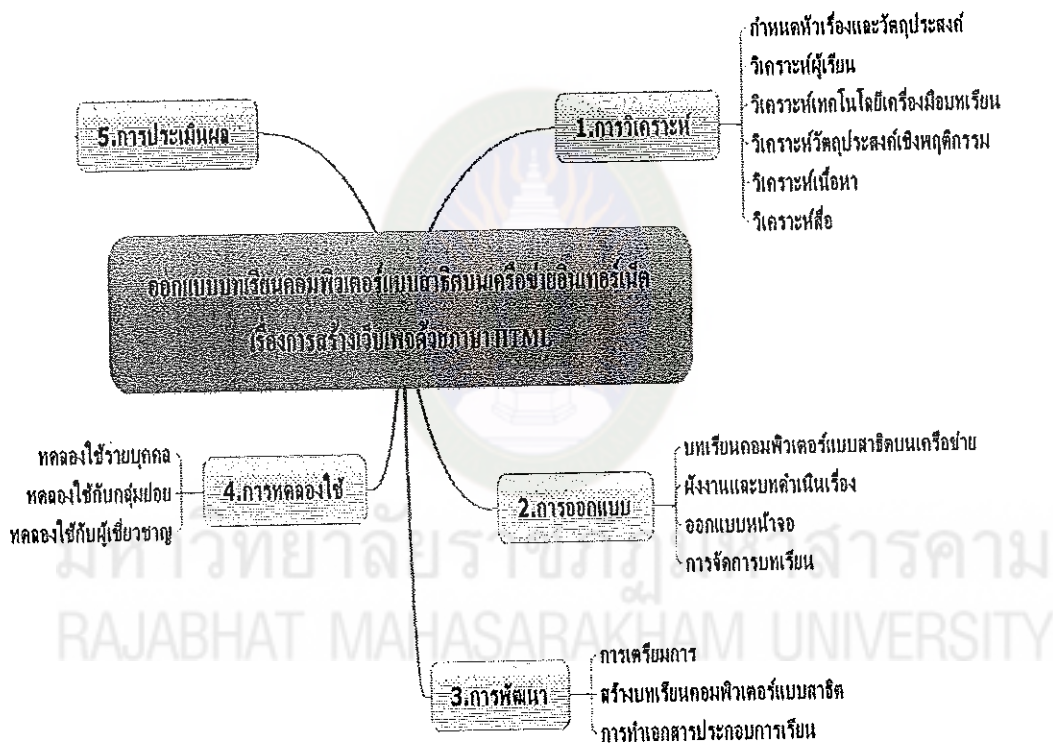 ออกแบบบทเรียนคอมพิวเตอร์แบบสาธิตบนเครือข่ายอินเทอร์เน็ต
เรื่องการสร้างเว็บเพจด้วยภาษา HTML
1.การวิเคราะห์
กำหนดหัวเรื่องและวัตถุประสงค์
วิเคราะห์ผู้เรียน
วิเคราะห์เทคโนโลยีเครื่องมือบทเรียน
วิเคราะห์วัตถุประสงค์เชิงพฤติกรรม
วิเคราะห์เนื้อหา
วิเคราะห์สื่อ
2.การออกแบบ
บทเรียนคอมพิวเตอร์แบบสาธิตบนเครือข่าย
ผังงานและบทดำเนินเรื่อง
ออกแบบหน้าจอ
การจัดการบทเรียน
3.การพัฒนา
การเตรียมการ
สร้างบทเรียนคอมพิวเตอร์แบบสาธิต
การทำเอกสารประกอบการเรียน
4.การทดลองใช้
ทดลองใช้รายบุคคล
ทดลองใช้กับกลุ่มย่อย
ทดลองใช้กับผู้เชี่ยวชาญ
5.การประเมินผล
มหาวิทยาลัยราชภัฏมหาสารคาม
RAJABHAT MAHASARAKHAM UNIVERSITY